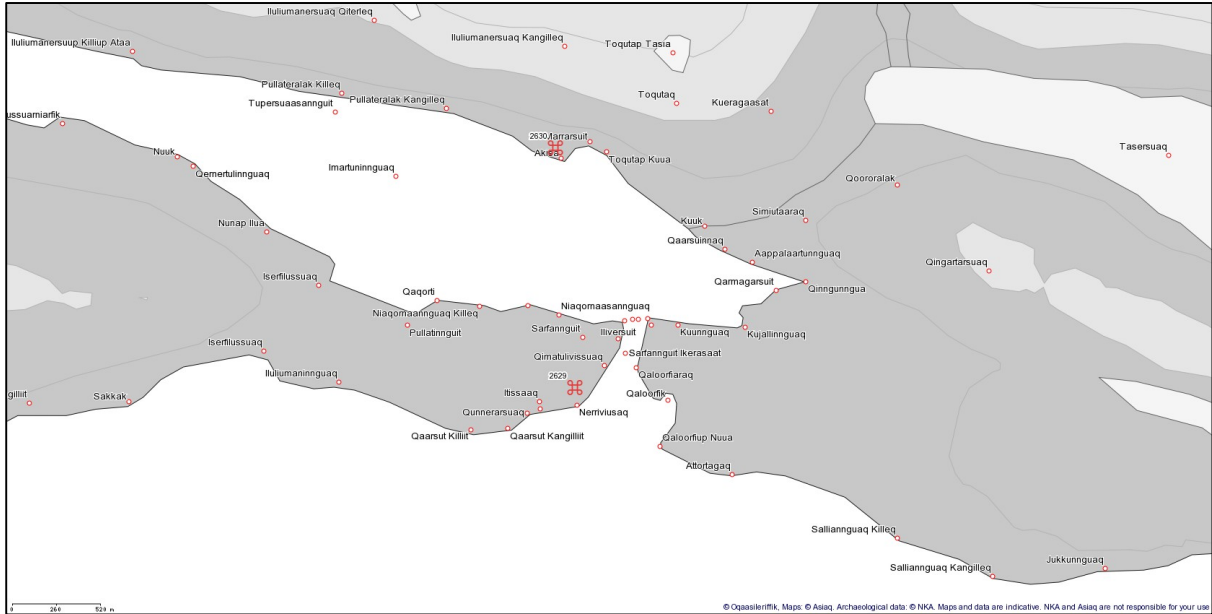 Iluliumanersuaq Qiterleq
Iluliumanersuup Killiup Ataa
Iluliumanersuaq Kangilleq
Toqutap Tasia
Pullateralak Killeq
Pullateralak Kangilleq
Tupersuaasannguit
Toqutaq
Kueragaasat
ussuarniarfik
2630
Toqutap Kuua
Tasersuaq
Nuuk
Qernertulinnguaq
Imartuninnguaq
Qoororalak
Nunap Ilua
Kuuk
Simiutaaraq
Qaarsuinnaq
Aappalaartunnguaq
Qingartarsuaq
Iserfilussuaq
Qarmagarsuit
Qinngunngua
Qaqorti
Niaqornaasannguaq
Niaqornaannguaq Killeq
Pullatinnguit
Sarfannguit
Iliversuit
Kuunnguaq
Kujallinnguaq
Iserfilussuaq
Sarfannguit Ikerasaat
Qimatulivissuaq
Qaloorfiaraq
Iluliumaninnguaq
2629
gilliit
Sakkak
Itissaaq
Qaloorfik
Qunnerarsuaq
Nerriviusaq
Qaarsut Killiit
Qaarsut Kangilliit
Qaloorfiup Nuua
Attortagaq
Salliannguaq Killeq
Salliannguaq Kangilleq
Jukkunnguaq
0 260 520 m
© Oqaasileriffik, Maps: © Asiaq. Archaeological data: © NKA. Maps and data are indicative. NKA and Asiaq are not responsible for your use